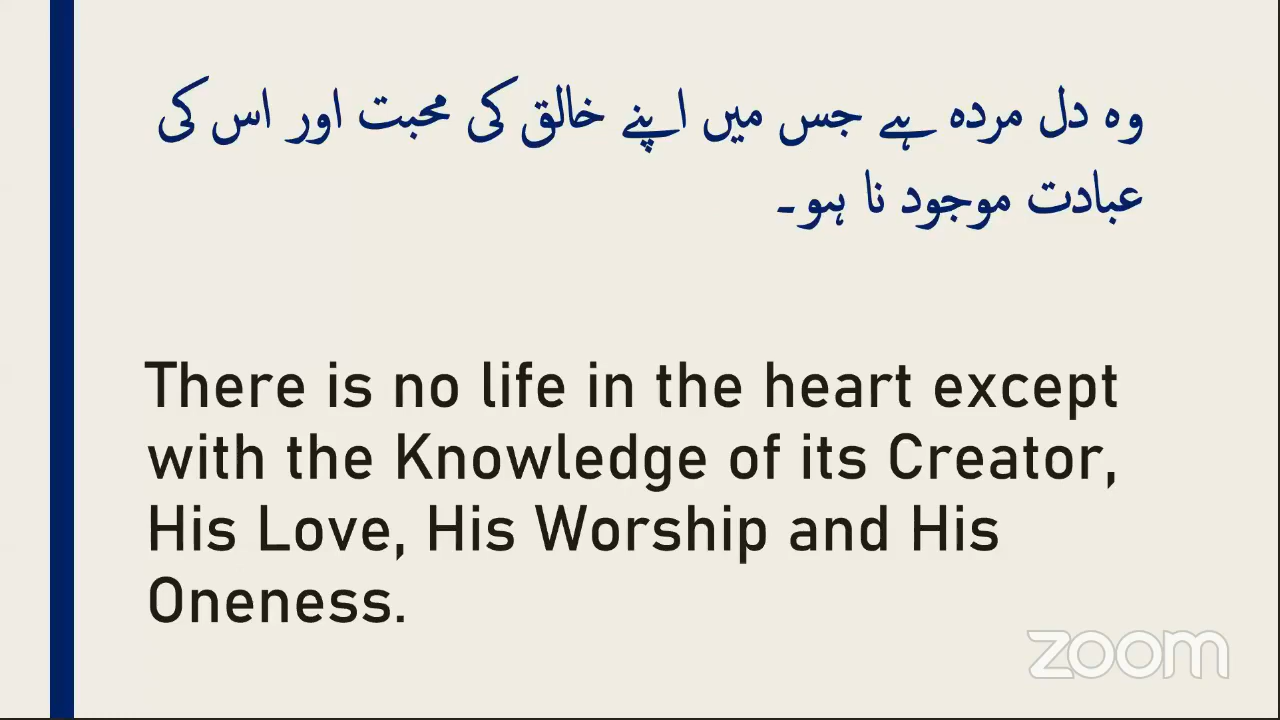 وہ دل مردہ ہے جس میں اپنے خالق کی محبت اور اس کی
عبادت موجود نا ہو۔
There is no life in the heart except
with the Knowledge of its Creator,
His Love, His Worship and His
Oneness.
zoom